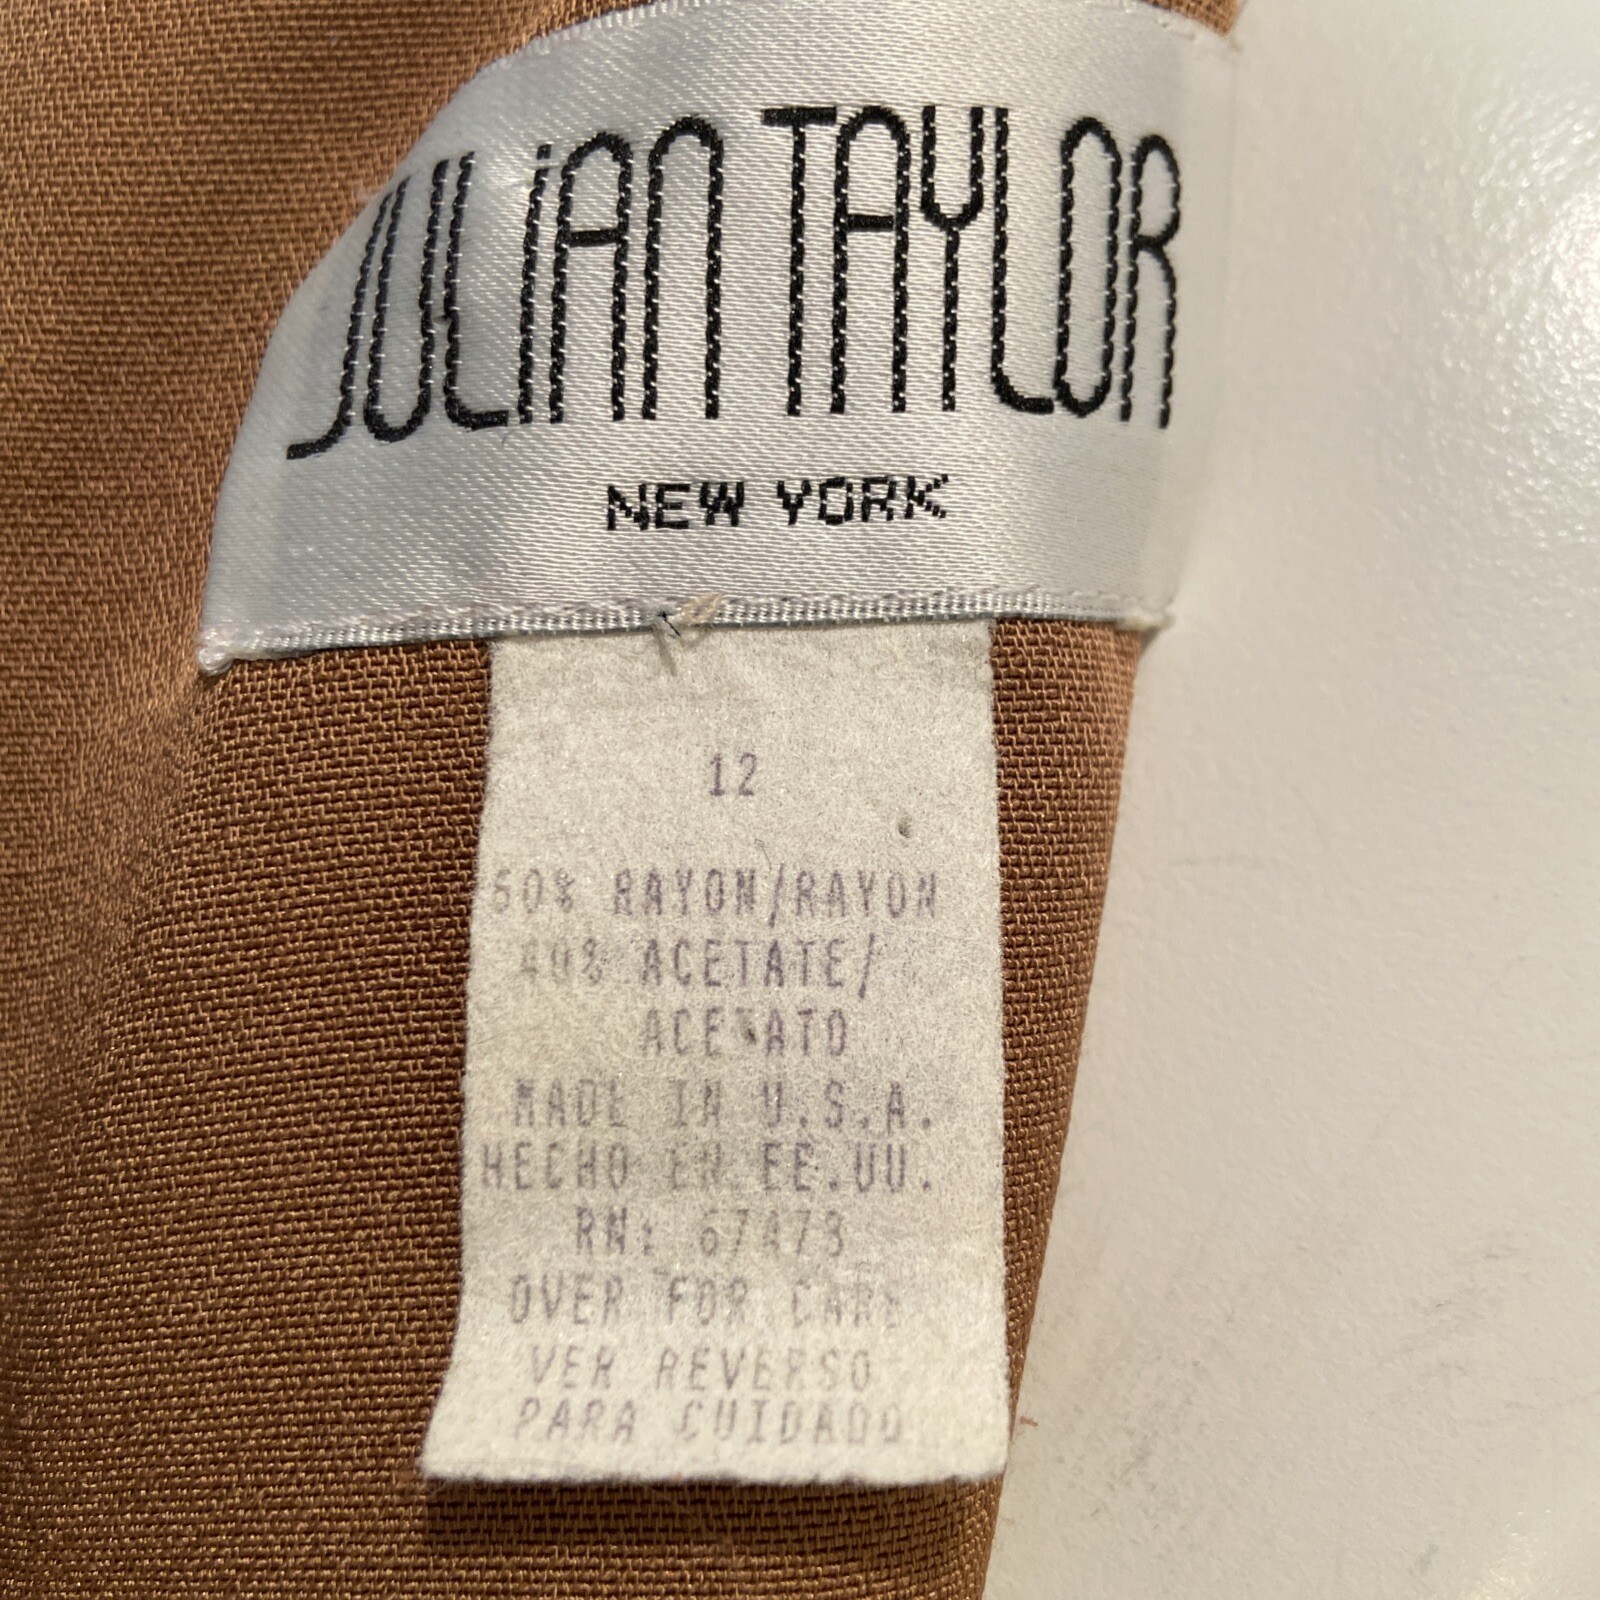 JULIAN TAYLOR
NEW YORK
12
60% RAYON/RAYON
40% ACETATE/
ACETATO
MADE IN U.S.A.
HECHO EN EE.UU.
RN: 67473
OVER FOR CARE
VER REVERSO
PARA CUIDADO